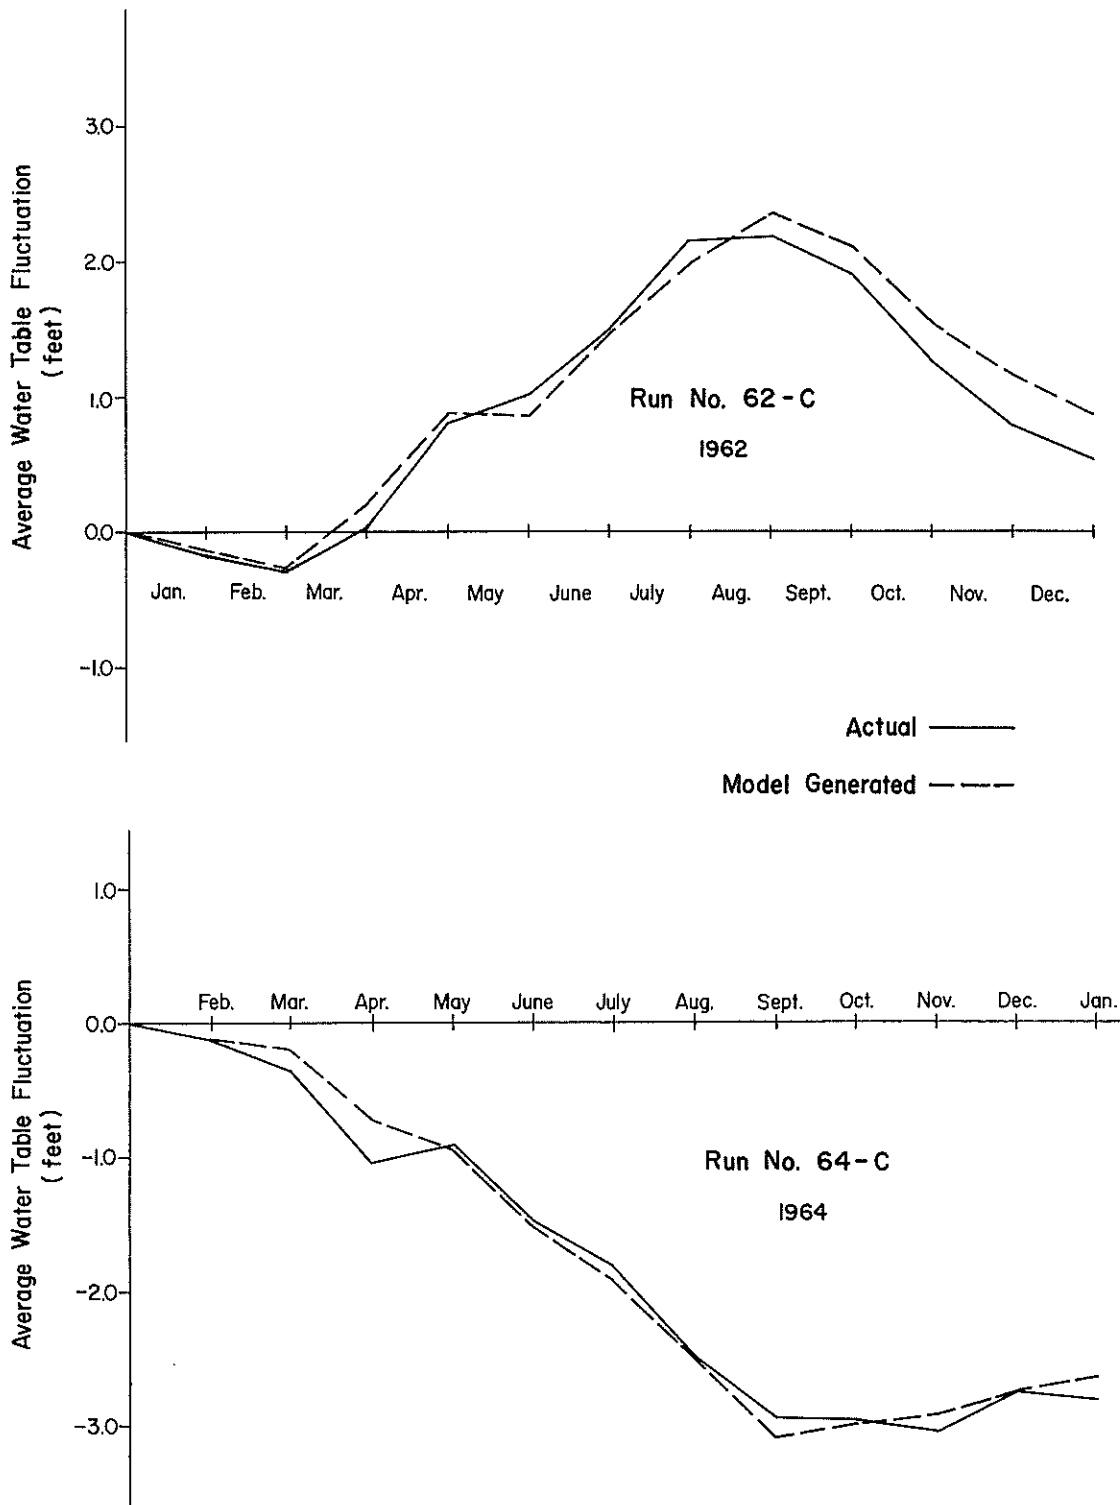 Average Water Table Fluctuation
(feet)
3.0
2.0
1.0
0.0
-1.0
Run No. 62-C
1962
Jan. Feb. Mar. Apr. May June July Aug. Sept. Oct. Nov. Dec.
Actual
Model Generated
Average Water Table Fluctuation
(feet)
1.0
0.0
-1.0
-2.0
-3.0
Feb. Mar. Apr. May June July Aug. Sept. Oct. Nov. Dec. Jan.
Run No. 64-C
1964